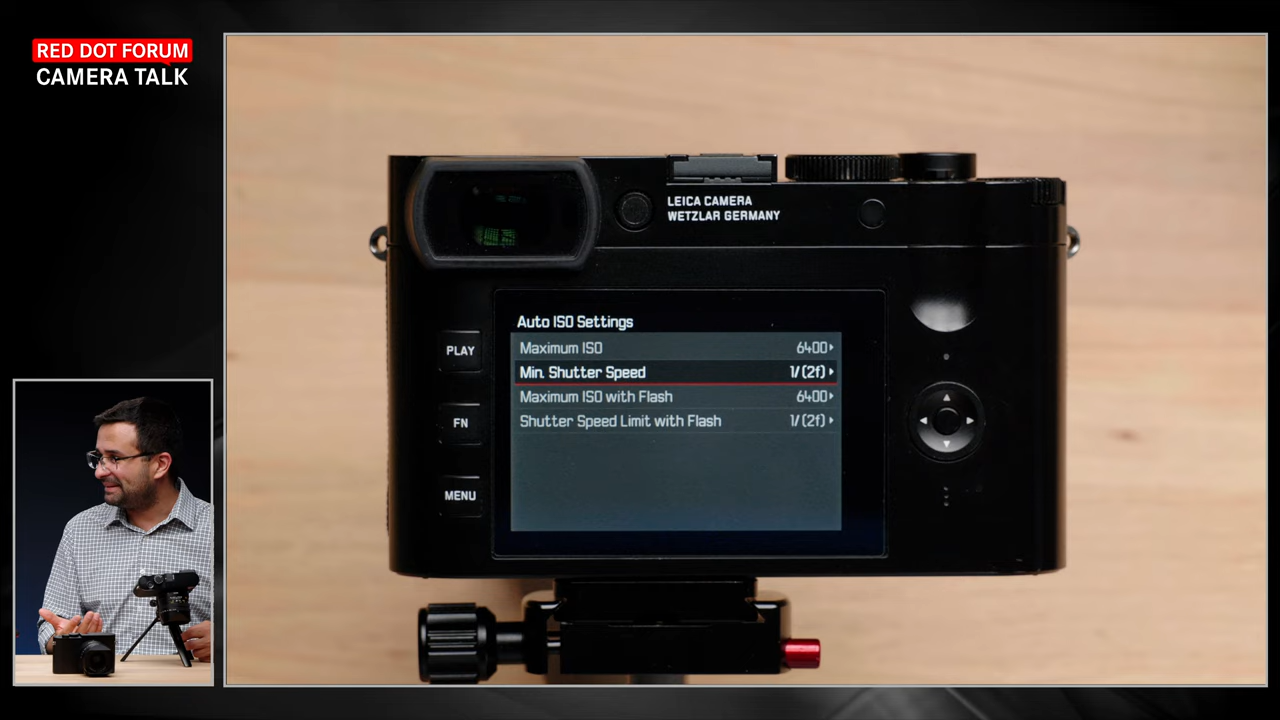 RED DOT FORUM
CAMERA TALK
LEICA CAMERA
WETZLAR GERMANY
PLAY
FN
MENU
Auto ISO Settings
Maximum ISO 6400
Min. Shutter Speed 1/(2f)
Maximum ISO with Flash 6400
Shutter Speed Limit with Flash 1/(2f)